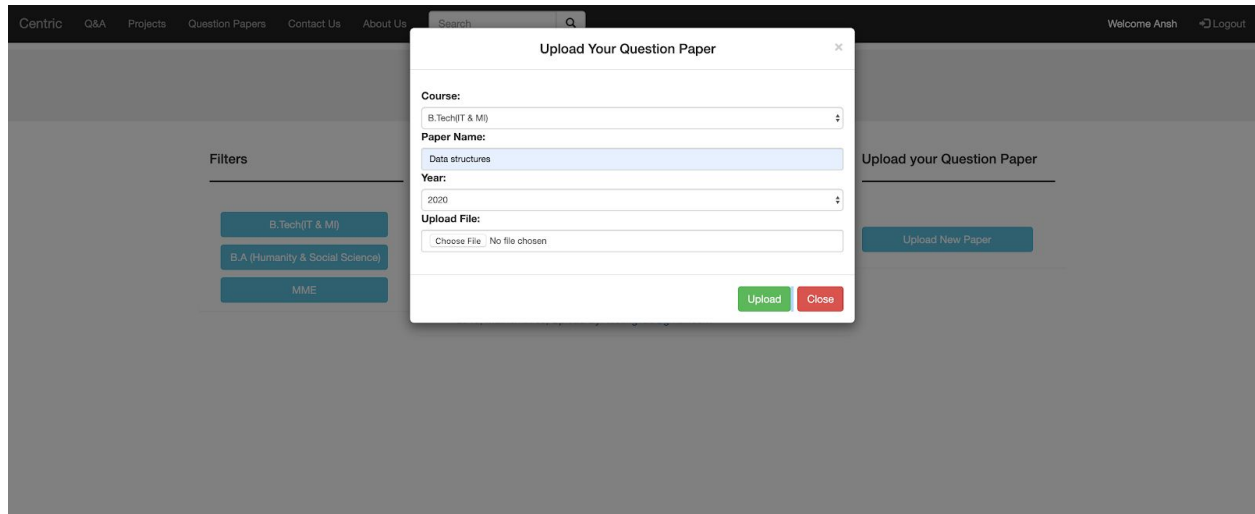 Centric Q&A Projects Question Papers Contact Us About Us Search Welcome Ansh Logout
Upload Your Question Paper ×
Course:
B.Tech(IT & MI)
Paper Name:
Data structures
Year:
2020
Upload File:
Choose File No file chosen
Upload Close
Filters
B.Tech(IT & MI)
B.A (Humanity & Social Science)
MME
Upload your Question Paper
Upload New Paper